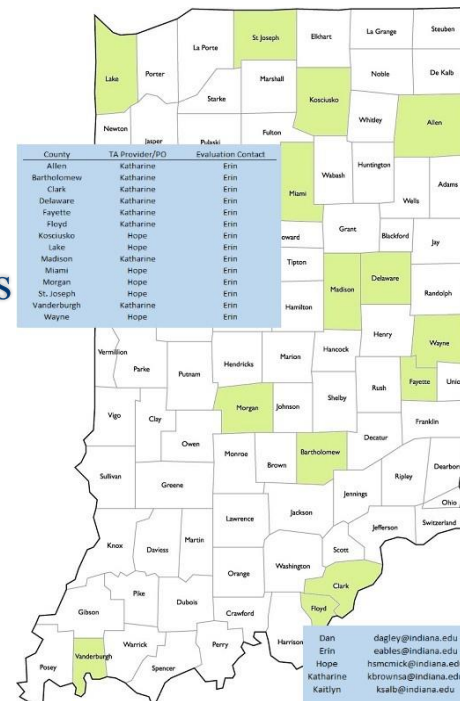 St Joseph
Elkhart
La Grange
Steuben
La Porte
Lake
Porter
Noble
De Kalb
Marshall
Starke
Kosciusko
Whitley
Allen
Newton
Jasper
Pulaski
Fulton
County TA Provider/PO Evaluation Contact
Allen Katharine Erin
Bartholomew Katharine Erin
Clark Katharine Erin
Delaware Katharine Erin
Fayette Katharine Erin
Floyd Katharine Erin
Kosciusko Hope Erin
Lake Hope Erin
Madison Katharine Erin
Miami Hope Erin
Morgan Hope Erin
St. Joseph Hope Erin
Vanderburgh Katharine Erin
Wayne Hope Erin
S
Miami
Wabash
Huntington
Wells
Adams
oward
Grant
Blackford
Jay
Tipton
Madison
Delaware
Randolph
Hamilton
Henry
Wayne
Vermillion
Parke
Putnam
Hendricks
Marion
Hancock
Rush
Fayette
Unio
Vigo
Clay
Morgan
Johnson
Shelby
Franklin
Owen
Monroe
Brown
Bartholomew
Decatur
Dearborn
Ripley
Sullivan
Greene
Jennings
Ohio
Jackson
Switzerland
Jefferson
Lawrence
Knox
Daviess
Martin
Scott
Washington
Orange
Clark
Pike
Dubois
Gibson
Crawford
Floyd
Harrison
Perry
Vanderburgh
Warrick
Posey
Spencer
Dan dagley@indiana.edu
Erin eables@indiana.edu
Hope hsmcmick@indiana.edu
Katharine kbrownsa@indiana.edu
Kaitlyn ksalb@indiana.edu